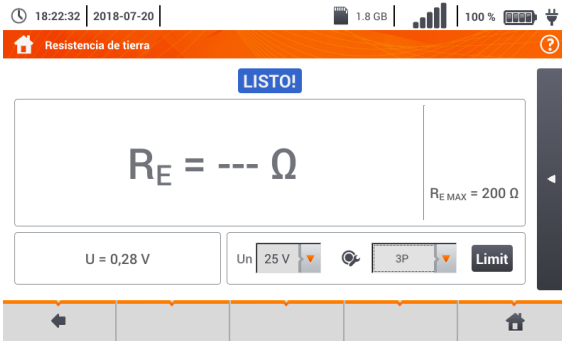 18:22:32 2018-07-20 1.8 GB 100 %
Resistencia de tierra ?
LISTO!
RE = --- Ω
RE MAX = 200 Ω
U = 0,28 V
Un 25 V 3P Limit